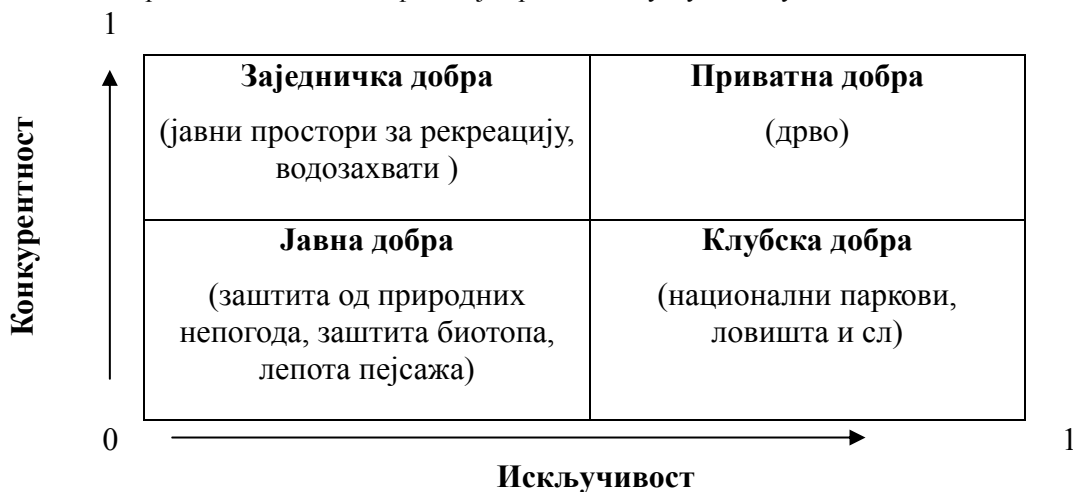 1
Заједничка добра
(јавни простори за рекреацију,
водозахвати )
Приватна добра
(дрво)
Конкурентност
Јавна добра
(заштита од природних
непогода, заштита биотопа,
лепота пејсажа)
Клубска добра
(национални паркови,
ловишта и сл)
0
1
Искључивост